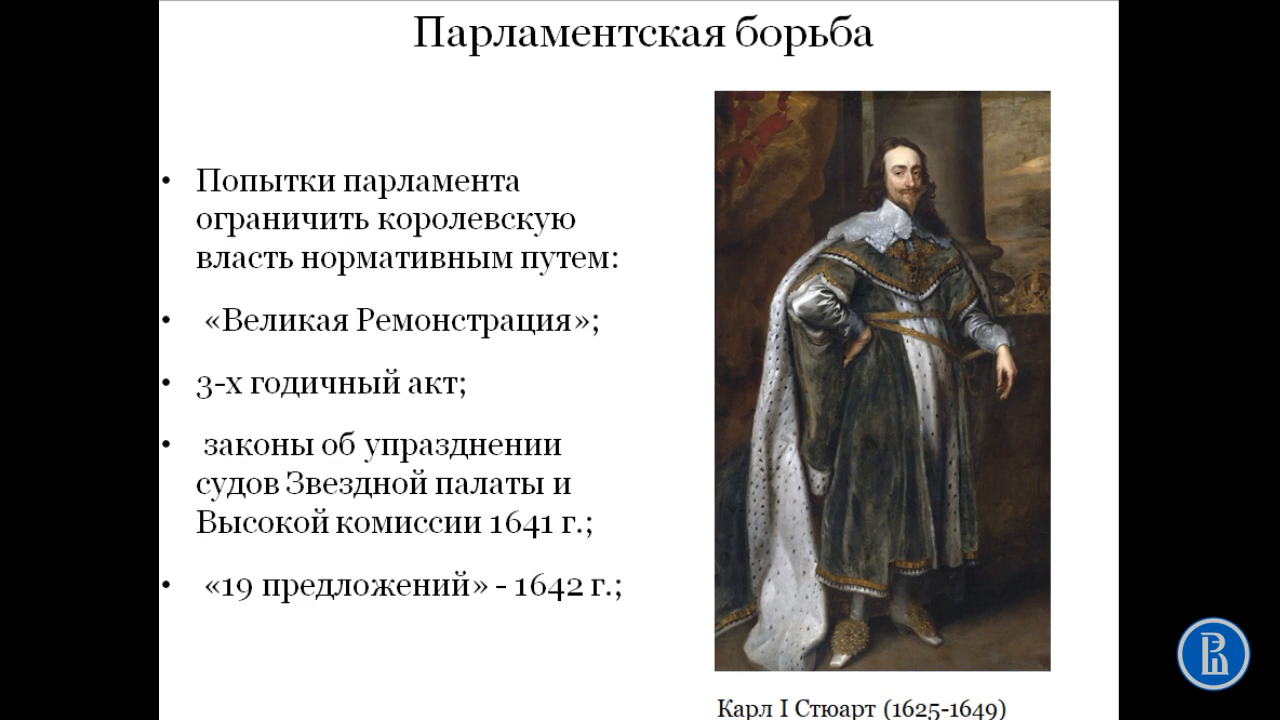 Парламентская борьба
• Попытки парламента
ограничить королевскую
власть нормативным путем:
• «Великая Ремонстрация»;
• 3-х годичный акт;
• законы об упразднении
судов Звездной палаты и
Высокой комиссии 1641 г.;
• «19 предложений» - 1642 г.;
Карл I Стюарт (1625-1649)